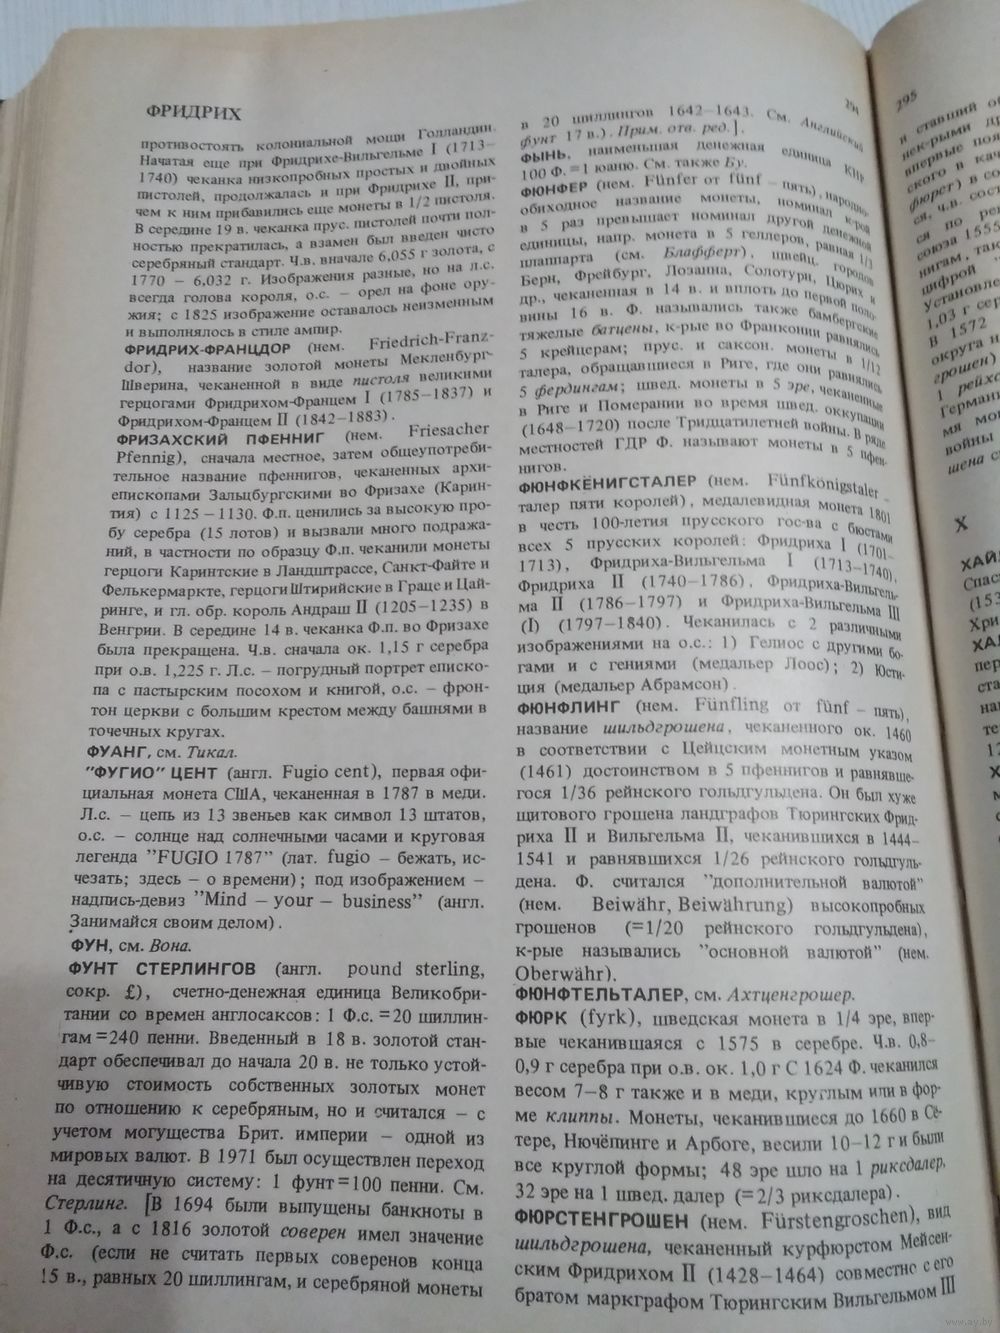 ФРИДРИХ
противостоять колониальной мощи Голландии.
Начатая еще при Фридрихе-Вильгельме I (1713–
1740) чеканка низкопробных простых и двойных
пистолей, продолжалась и при Фридрихе II, при-
чем к ним прибавились еще монеты в 1/2 пистоля.
В середине 19 в. чеканка прус. пистолей почти пол-
ностью прекратилась, а взамен был введен чисто
серебряный стандарт. Ч.в. вначале 6,055 г золота, с
1770 – 6,032 г. Изображения разные, но на л.с.
всегда голова короля, о.с. – орел на фоне ору-
жия; с 1825 изображение оставалось неизменным
и выполнялось в стиле ампир.
ФРИДРИХ-ФРАНЦДОР (нем. Friedrich-Franz-
dor), название золотой монеты Мекленбург-
Шверина, чеканенной в виде пистоля великими
герцогами Фридрихом-Францем I (1785–1837) и
Фридрихом-Францем II (1842–1883).
ФРИЗАХСКИЙ ПФЕННИГ (нем. Friesacher
Pfennig), сначала местное, затем общеупотреби-
тельное название пфеннигов, чеканенных архи-
епископами Зальцбургскими во Фризахе (Карин-
тия) с 1125–1130. Ф.п. ценились за высокую про-
бу серебра (15 лотов) и вызвали много подража-
ний, в частности по образцу Ф.п. чеканили монеты
герцоги Каринтские в Ландштрассе, Санкт-Файте и
Фелькермаркте, герцоги Штирийские в Граце и Цай-
ринге, и гл. обр. король Андраш II (1205–1235) в
Венгрии. В середине 14 в. чеканка Ф.п. во Фризахе
была прекращена. Ч.в. сначала ок. 1,15 г серебра
при о.в. 1,225 г. Л.с. – погрудный портрет еписко-
па с пастырским посохом и книгой, о.с. – фрон-
тон церкви с большим крестом между башнями в
точечных кругах.
ФУАНГ, см. Тикал.
"ФУГИО" ЦЕНТ (англ. Fugio cent), первая офи-
циальная монета США, чеканенная в 1787 в меди.
Л.с. – цепь из 13 звеньев как символ 13 штатов,
о.с. – солнце над солнечными часами и круговая
легенда "FUGIO 1787" (лат. fugio – бежать, ис-
чезать; здесь – о времени); под изображением –
надпись-девиз "Mind – your – business" (англ.
Занимайся своим делом).
ФУН, см. Вона.
ФУНТ СТЕРЛИНГОВ (англ. pound sterling,
сокр. £), счетно-денежная единица Великобри-
тании со времен англосаксов: 1 Ф.с. =20 шиллин-
гам =240 пенни. Введенный в 18 в. золотой стан-
дарт обеспечивал до начала 20 в. не только устой-
чивую стоимость собственных золотых монет
по отношению к серебряным, но и считался – с
учетом могущества Брит. империи – одной из
мировых валют. В 1971 был осуществлен переход
на десятичную систему: 1 фунт=100 пенни. См.
Стерлинг. [В 1694 были выпущены банкноты в
1 Ф.с., а с 1816 золотой соверен имел значение
Ф.с. (если не считать первых соверенов конца
15 в., равных 20 шиллингам, и серебряной монеты
в 20 шиллингов 1642–1643. См. Английский
фунт 17 в.). Прим. отв. ред.].
ФЫНЬ, наименьшая денежная единица КНР
100 Ф. = 1 юаню. См. также Бу.
ФЮНФЕР (нем. Fünfer от fünf – пять), народно-
обиходное название монеты, номинал к-рой
в 5 раз превышает номинал другой денежной
единицы, напр. монета в 5 геллеров, равная 1/3
плаппарта (см. Блафферт), швейц. городов
Берн, Фрейбург, Лозанна, Солотурн, Цюрих и
др., чеканенная в 14 в. и вплоть до первой поло-
вины 16 в. Ф. назывались также бамбергские
тяжелые батцены, к-рые во Франконии равнялись
5 крейцерам; прус. и саксон. монеты в 1/12
талера, обращавшиеся в Риге, где они равнялись
5 фердингам; швед. монеты в 5 эре, чеканенные
в Риге и Померании во время швед. оккупации
(1648–1720) после Тридцатилетней войны. В ряде
местностей ГДР Ф. называют монеты в 5 пфен-
нигов.
ФЮНФКЁНИГСТАЛЕР (нем. Fünfkönigstaler –
талер пяти королей), медалевидная монета 1801
в честь 100-летия прусского гос-ва с бюстами
всех 5 прусских королей: Фридриха I (1701–
1713), Фридриха-Вильгельма I (1713–1740),
Фридриха II (1740–1786), Фридриха-Вильгель-
ма II (1786–1797) и Фридриха-Вильгельма III
(I) (1797–1840). Чеканилась с 2 различными
изображениями на о.с.: 1) Гелиос с другими бо-
гами и с гениями (медальер Лоос); 2) Юсти-
ция (медальер Абрамсон).
ФЮНФЛИНГ (нем. Fünfling от fünf – пять),
название шильдгрошена, чеканенного ок. 1460
в соответствии с Цейцским монетным указом
(1461) достоинством в 5 пфеннигов и равнявше-
гося 1/36 рейнского гольдгульдена. Он был хуже
щитового грошена ландграфов Тюрингских Фрид-
риха II и Вильгельма II, чеканившихся в 1444–
1541 и равнявшихся 1/26 рейнского гольдгуль-
дена. Ф. считался "дополнительной валютой"
(нем. Beiwähr, Beiwährung) высокопробных
грошенов (=1/20 рейнского гольдгульдена),
к-рые назывались "основной валютой" (нем.
Oberwähr).
ФЮНФТЕЛЬТАЛЕР, см. Ахтценгрошер.
ФЮРК (fyrk), шведская монета в 1/4 эре, впер-
вые чеканившаяся с 1575 в серебре. Ч.в. 0,8–
0,9 г серебра при о.в. ок. 1,0 г С 1624 Ф. чеканился
весом 7–8 г также и в меди, круглым или в фор-
ме клиппы. Монеты, чеканившиеся до 1660 в Се-
тере, Нючёпинге и Арбоге, весили 10–12 г и были
все круглой формы; 48 эре шло на 1 риксдалер,
32 эре на 1 швед. далер (=2/3 риксдалера).
ФЮРСТЕНГРОШЕН (нем. Fürstengroschen), вид
шильдгрошена, чеканенный курфюрстом Мейсен-
ским Фридрихом II (1428–1464) совместно с его
братом маркграфом Тюрингским Вильгельмом III
295
и ставший
нек-рыми
впервые
ского в
фюрст) в
ся, ч.в.
ся по
союза 1555
нигам,
цифрой
1,03 г
В 1572
округа
грошен)
1
войны
шена
Х
www.ay.by